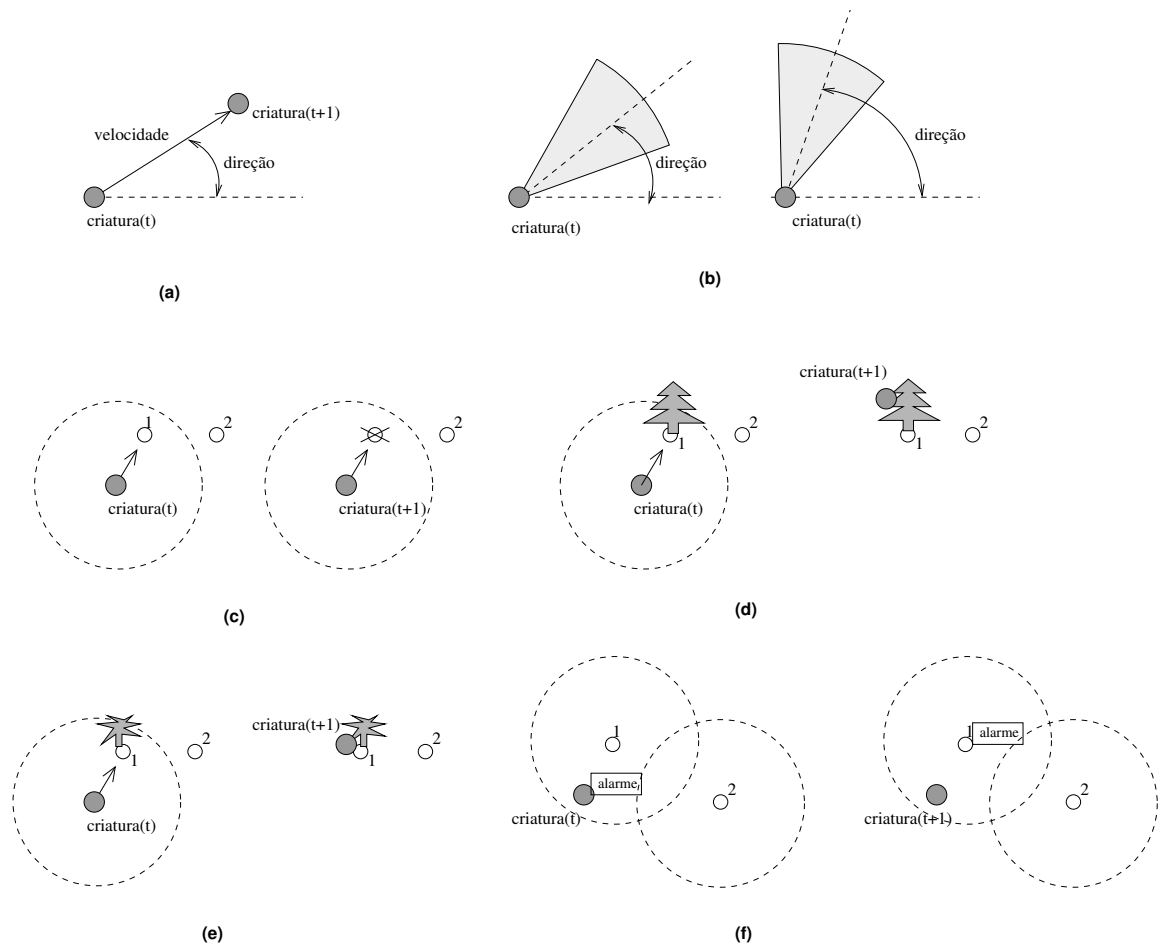 criatura(t+1)
velocidade
direção
criatura(t)
(a)
direção
criatura(t)
direção
criatura(t)
(b)
1
2
criatura(t)
2
criatura(t+1)
(c)
1
2
criatura(t)
criatura(t+1)
1
2
(d)
1
2
criatura(t)
criatura(t+1)
1
2
(e)
1
alarme
2
criatura(t)
1
alarme
2
criatura(t+1)
(f)